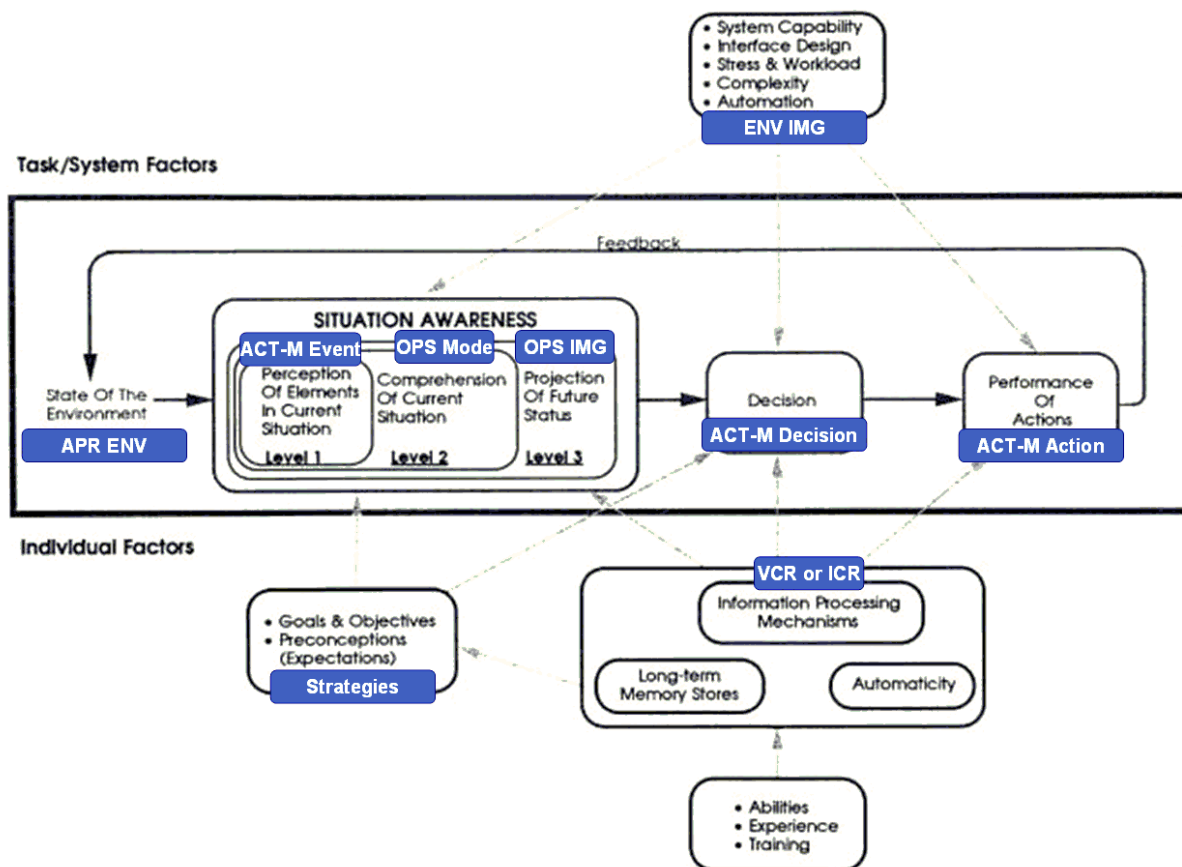 • System Capability
• Interface Design
• Stress & Workload
• Complexity
• Automation
ENV IMG
Task/System Factors
Feedback
SITUATION AWARENESS
ACT-M Event
OPS Mode
OPS IMG
State Of The
Environment
APR ENV
Perception
Of Elements
In Current
Situation
Level 1
Comprehension
Of Current
Situation
Level 2
Projection
Of Future
Status
Level 3
Decision
ACT-M Decision
Performance
Of
Actions
ACT-M Action
Individual Factors
• Goals & Objectives
• Preconceptions
(Expectations)
Strategies
VCR or ICR
Information Processing
Mechanisms
Long-term
Memory Stores
Automaticity
• Abilities
• Experience
• Training